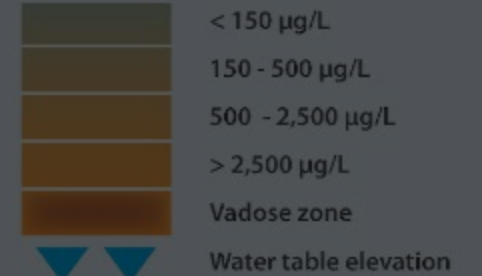 < 150 µg/L
150 - 500 µg/L
500 - 2,500 µg/L
> 2,500 µg/L
Vadose zone
Water table elevation